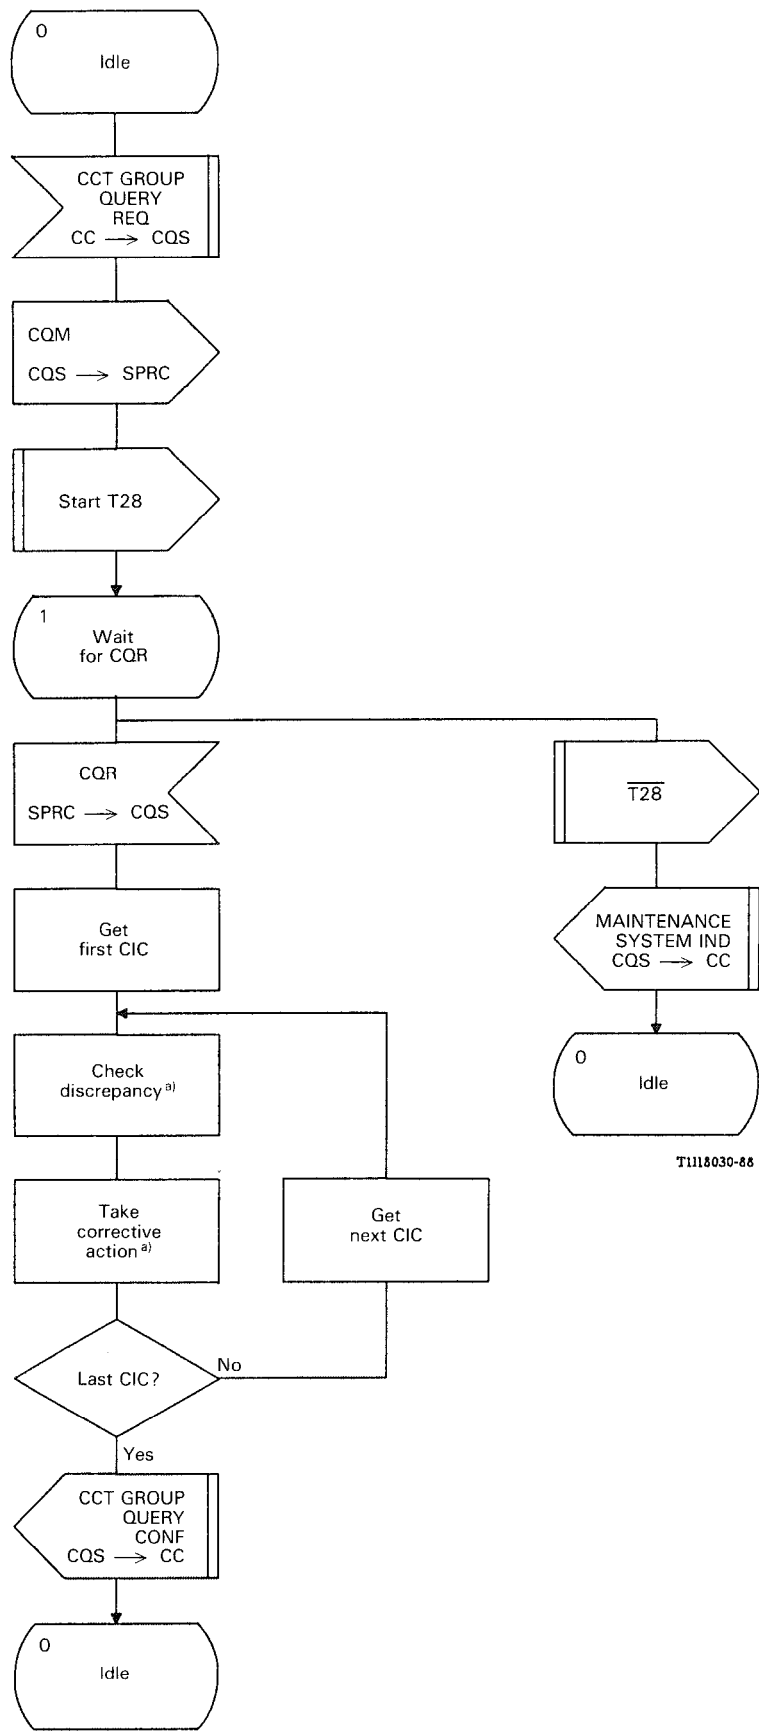 0
Idle
CCT GROUP
QUERY
REQ
CC → CQS
CQM
CQS → SPRC
Start T28
1
Wait
for CQR
CQR
SPRC → CQS
T28
Get
first CIC
MAINTENANCE
SYSTEM IND
CQS → CC
Check
discrepancy a)
0
Idle
T1118030-88
Take
corrective
action a)
Get
next CIC
Last CIC?
No
Yes
CCT GROUP
QUERY
CONF
CQS → CC
0
Idle